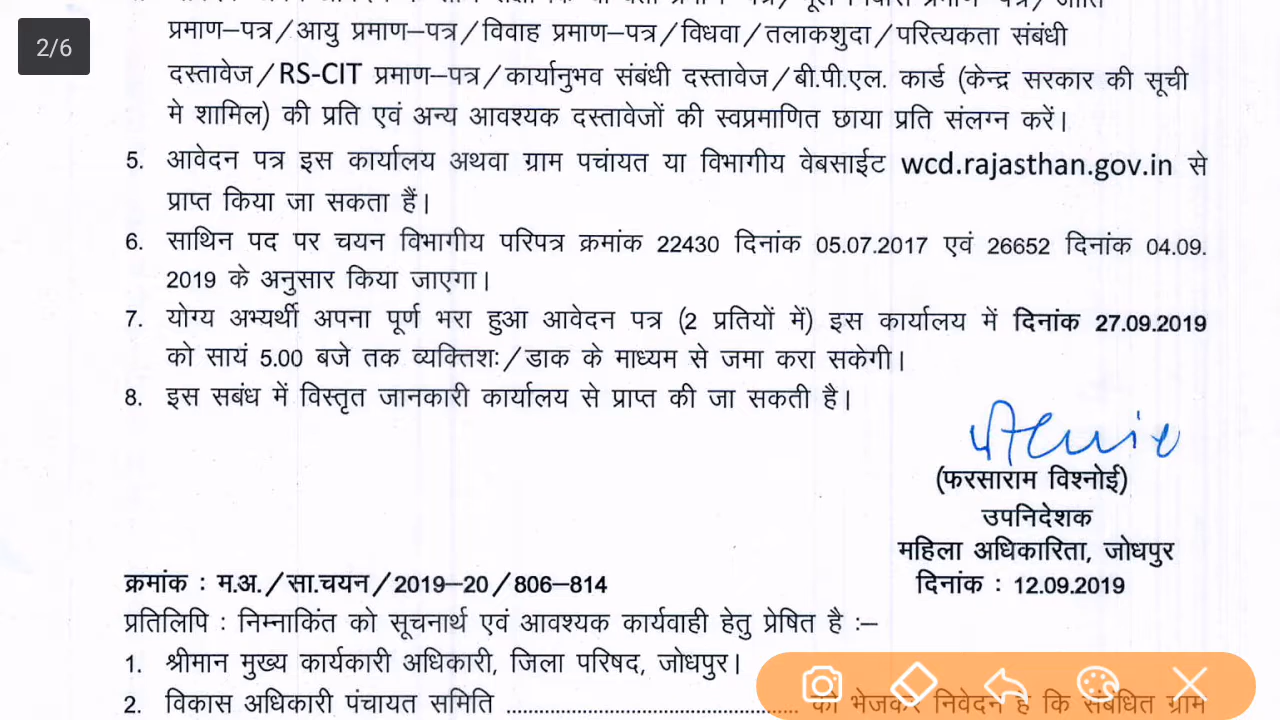 2/6
प्रमाण–पत्र/आयु प्रमाण–पत्र/विवाह प्रमाण–पत्र/विधवा/तलाकशुदा/परित्यकता संबंधी
दस्तावेज/RS-CIT प्रमाण–पत्र/कार्यानुभव संबंधी दस्तावेज/बी.पी.एल. कार्ड (केन्द्र सरकार की सूची
मे शामिल) की प्रति एवं अन्य आवश्यक दस्तावेजों की स्वप्रमाणित छाया प्रति संलग्न करें।
5. आवेदन पत्र इस कार्यालय अथवा ग्राम पचांयत या विभागीय वेबसाईट wcd.rajasthan.gov.in से
प्राप्त किया जा सकता हैं।
6. साथिन पद पर चयन विभागीय परिपत्र क्रमांक 22430 दिनांक 05.07.2017 एवं 26652 दिनांक 04.09.
2019 के अनुसार किया जाएगा।
7. योग्य अभ्यर्थी अपना पूर्ण भरा हुआ आवेदन पत्र (2 प्रतियों में) इस कार्यालय में दिनांक 27.09.2019
को सायं 5.00 बजे तक व्यक्तिशः/डाक के माध्यम से जमा करा सकेगी।
8. इस सबंध में विस्तृत जानकारी कार्यालय से प्राप्त की जा सकती है।
(फरसाराम विश्नोई)
उपनिदेशक
महिला अधिकारिता, जोधपुर
क्रमांक : म.अ./सा.चयन/2019–20/806–814
दिनांक : 12.09.2019
प्रतिलिपि : निम्नाकिंत को सूचनार्थ एवं आवश्यक कार्यवाही हेतु प्रेषित है :–
1. श्रीमान मुख्य कार्यकारी अधिकारी, जिला परिषद, जोधपुर।
2. विकास अधिकारी पंचायत समिति ........................................................ को भेजकर निवेदन है कि संबंधित ग्राम